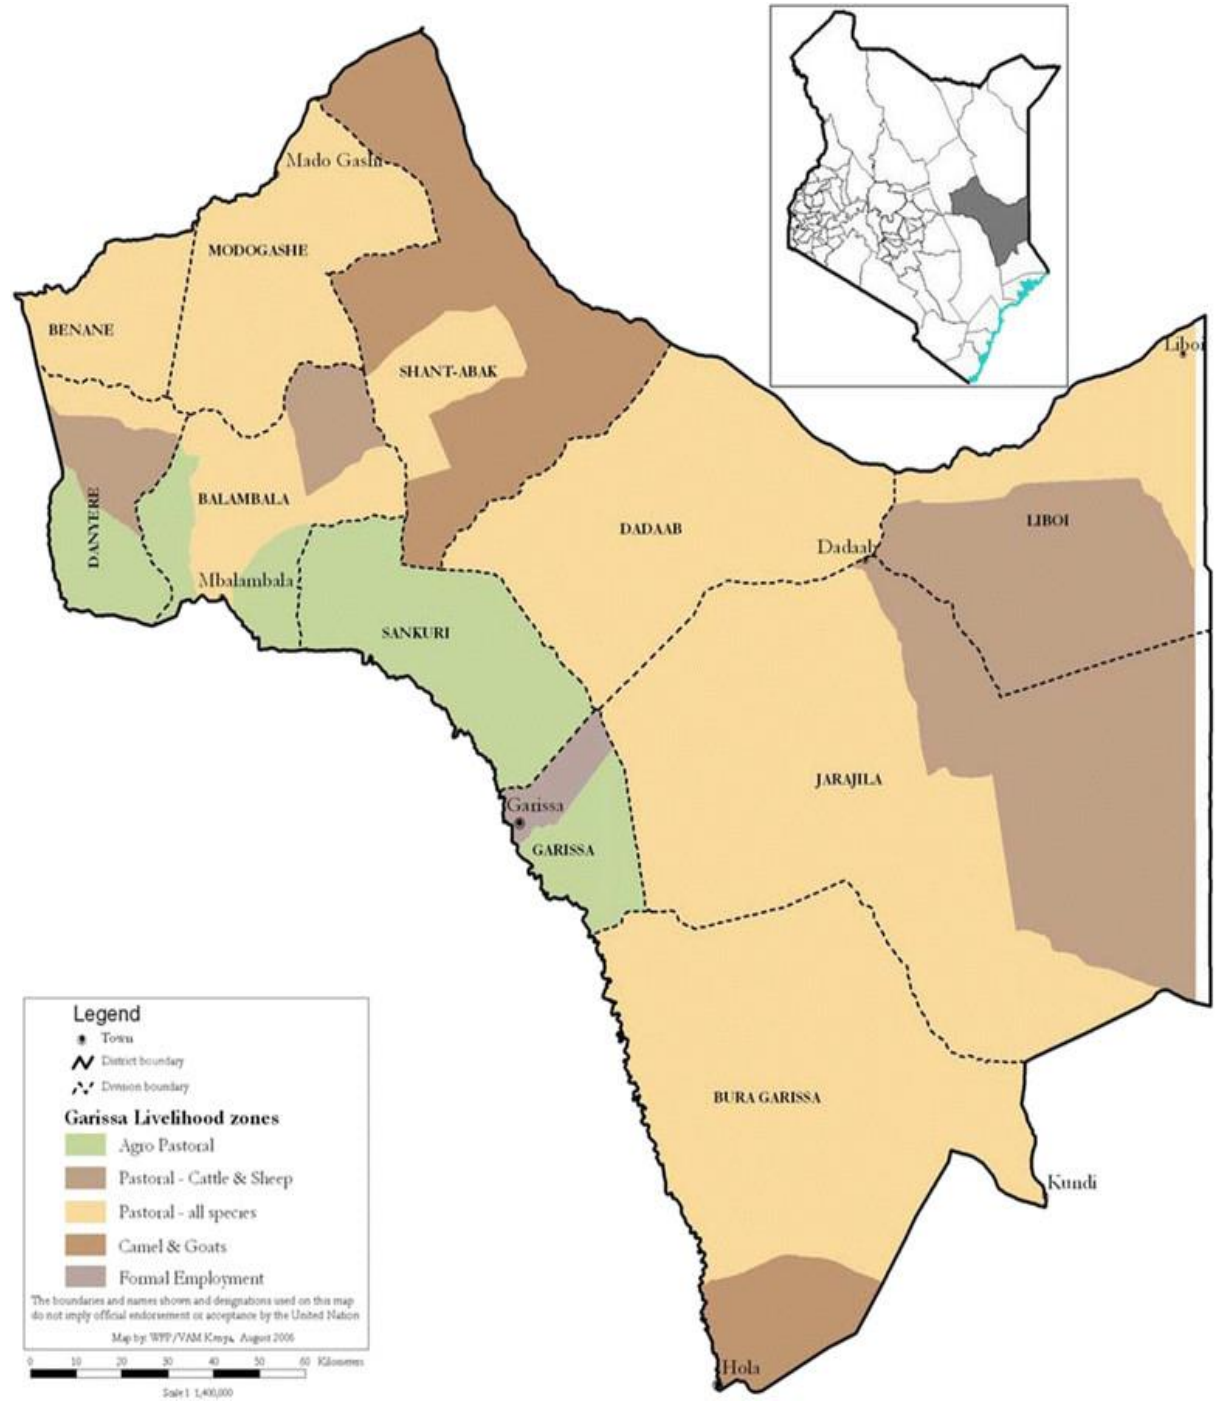 Mado Gashi
MODOGASHE
BENANE
Liboi
SHANT-ABAK
DANYERE
BALAMBALA
LIBOI
DADAAB
Dadaab
Mbalambala
SANKURI
JARAJILA
Garissa
GARISSA
BURA GARISSA
Kundi
Hola
Legend
Town
District boundary
Division boundary
Garissa Livelihood zones
Agro Pastoral
Pastoral - Cattle & Sheep
Pastoral - all species
Camel & Goats
Formal Employment
The boundaries and names shown and designations used on this map
do not imply official endorsement or acceptance by the United Nation
Map by: WFP/VAM Kenya, August 2006
0 10 20 30 40 50 60 Kilometers
Scale 1: 1,400,000